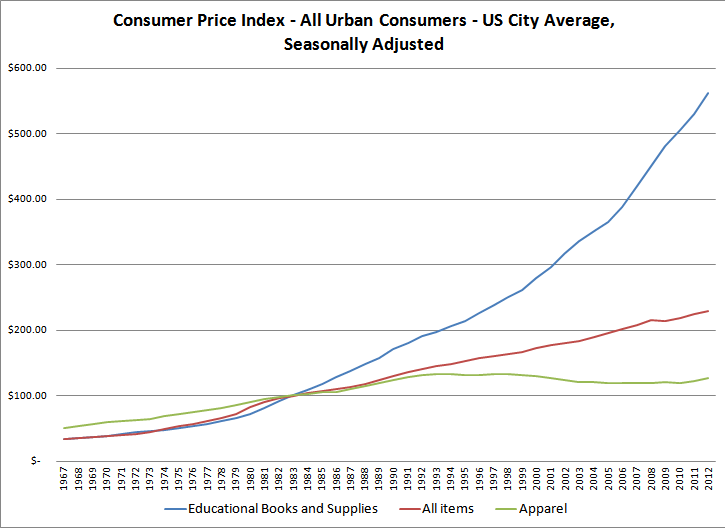 Consumer Price Index - All Urban Consumers - US City Average,
Seasonally Adjusted
$600.00
$500.00
$400.00
$300.00
$200.00
$100.00
$-
1967 1968 1969 1970 1971 1972 1973 1974 1975 1976 1977 1978 1979 1980 1981 1982 1983 1984 1985 1986 1987 1988 1989 1990 1991 1992 1993 1994 1995 1996 1997 1998 1999 2000 2001 2002 2003 2004 2005 2006 2007 2008 2009 2010 2011 2012
Educational Books and Supplies All items Apparel